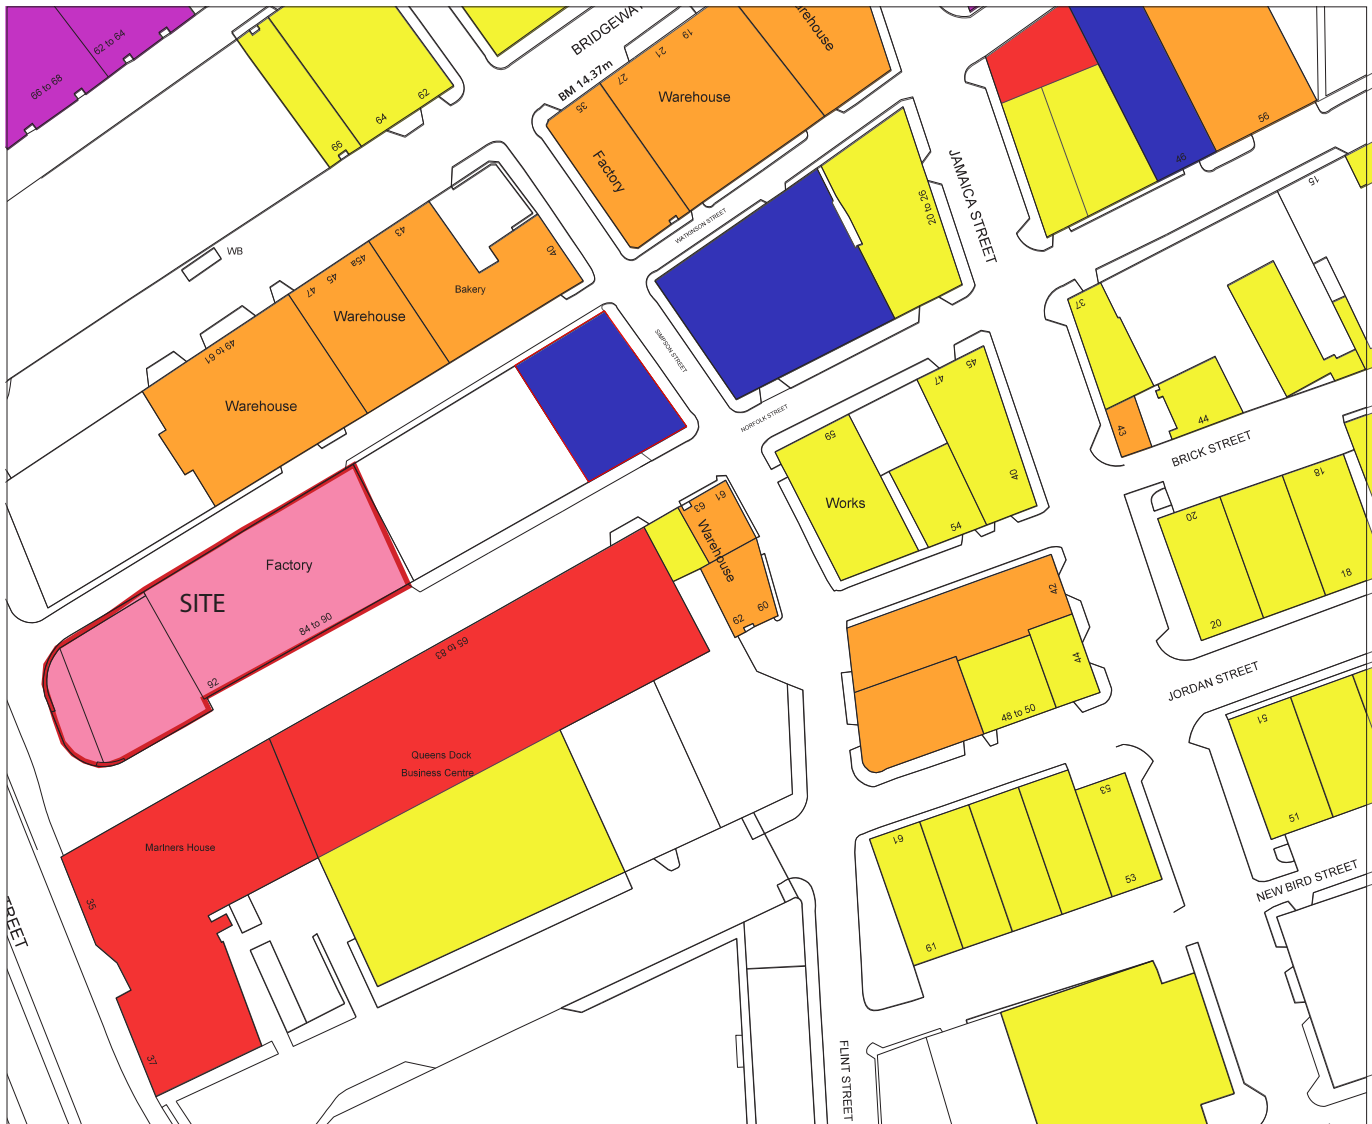 62 to 64
66 to 68
66
64
62
BRIDGEWAY
BM 14.37m
35
27
21
19
Warehouse
Warehouse
Factory
WATKINSON STREET
20 to 26
JAMAICA STREET
46
56
15
WB
43
45a
45
47
49 to 61
40
Bakery
Warehouse
Warehouse
SIMPSON STREET
NORFOLK STREET
37
43
44
BRICK STREET
59
47
45
40
54
Works
61
63
Warehouse
62
60
18
20
18
20
JORDAN STREET
Factory
SITE
84 to 90
92
65 to 83
42
44
48 to 50
Queens Dock
Business Centre
Mariners House
35
37
REET
51
51
NEW BIRD STREET
61
53
53
61
FLINT STREET